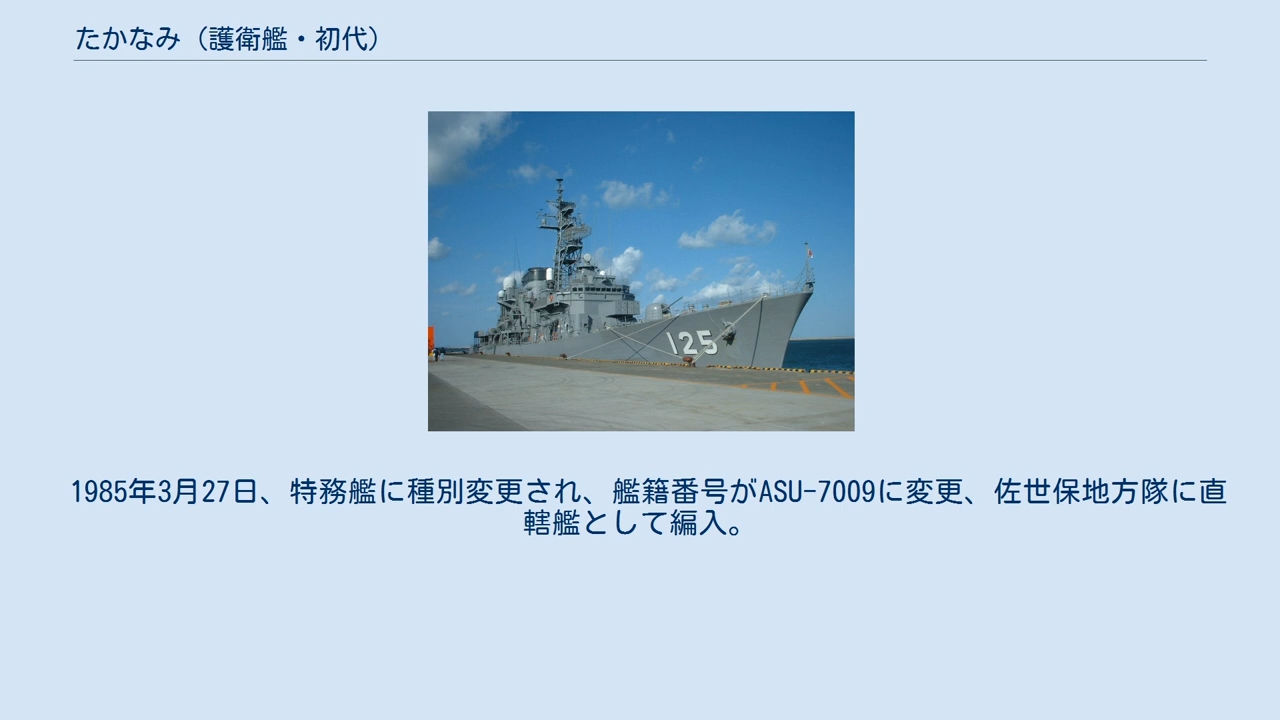 たかなみ（護衛艦・初代）
125
1985年3月27日、特務艦に種別変更され、艦籍番号がASU-7009に変更、佐世保地方隊に直
轄艦として編入。